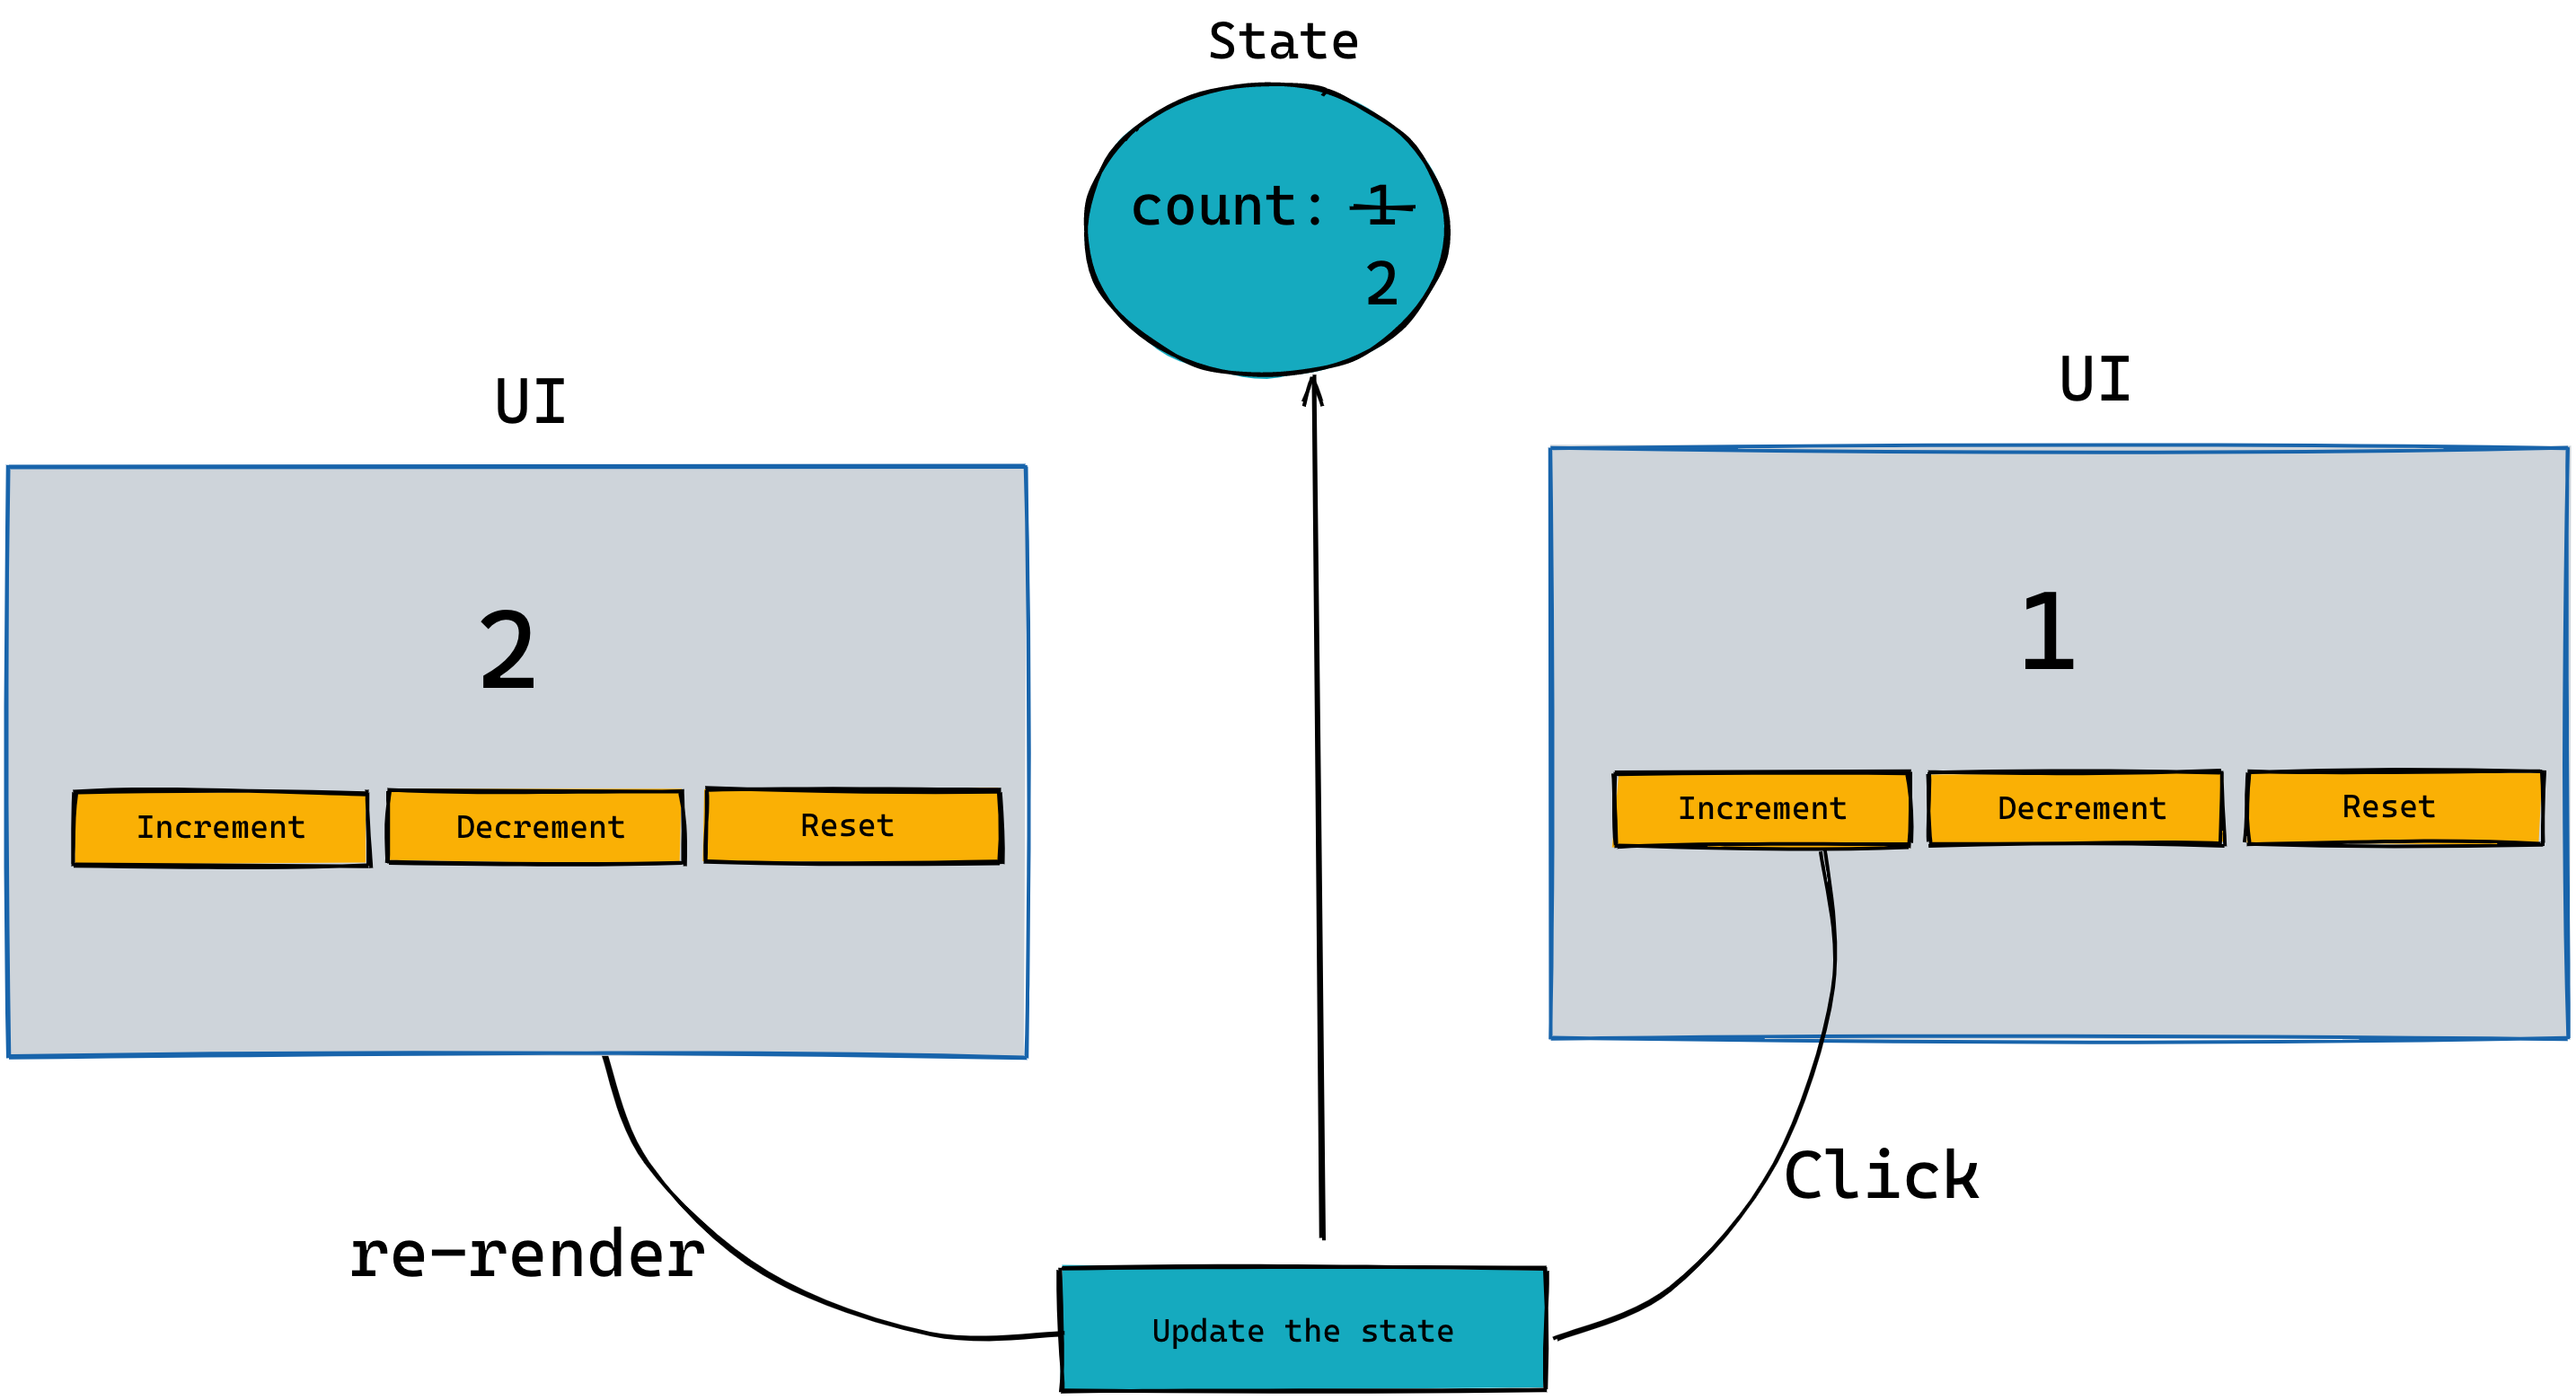 State
count: 1
2
UI
2
Increment Decrement Reset
UI
1
Increment Decrement Reset
re-render
Click
Update the state